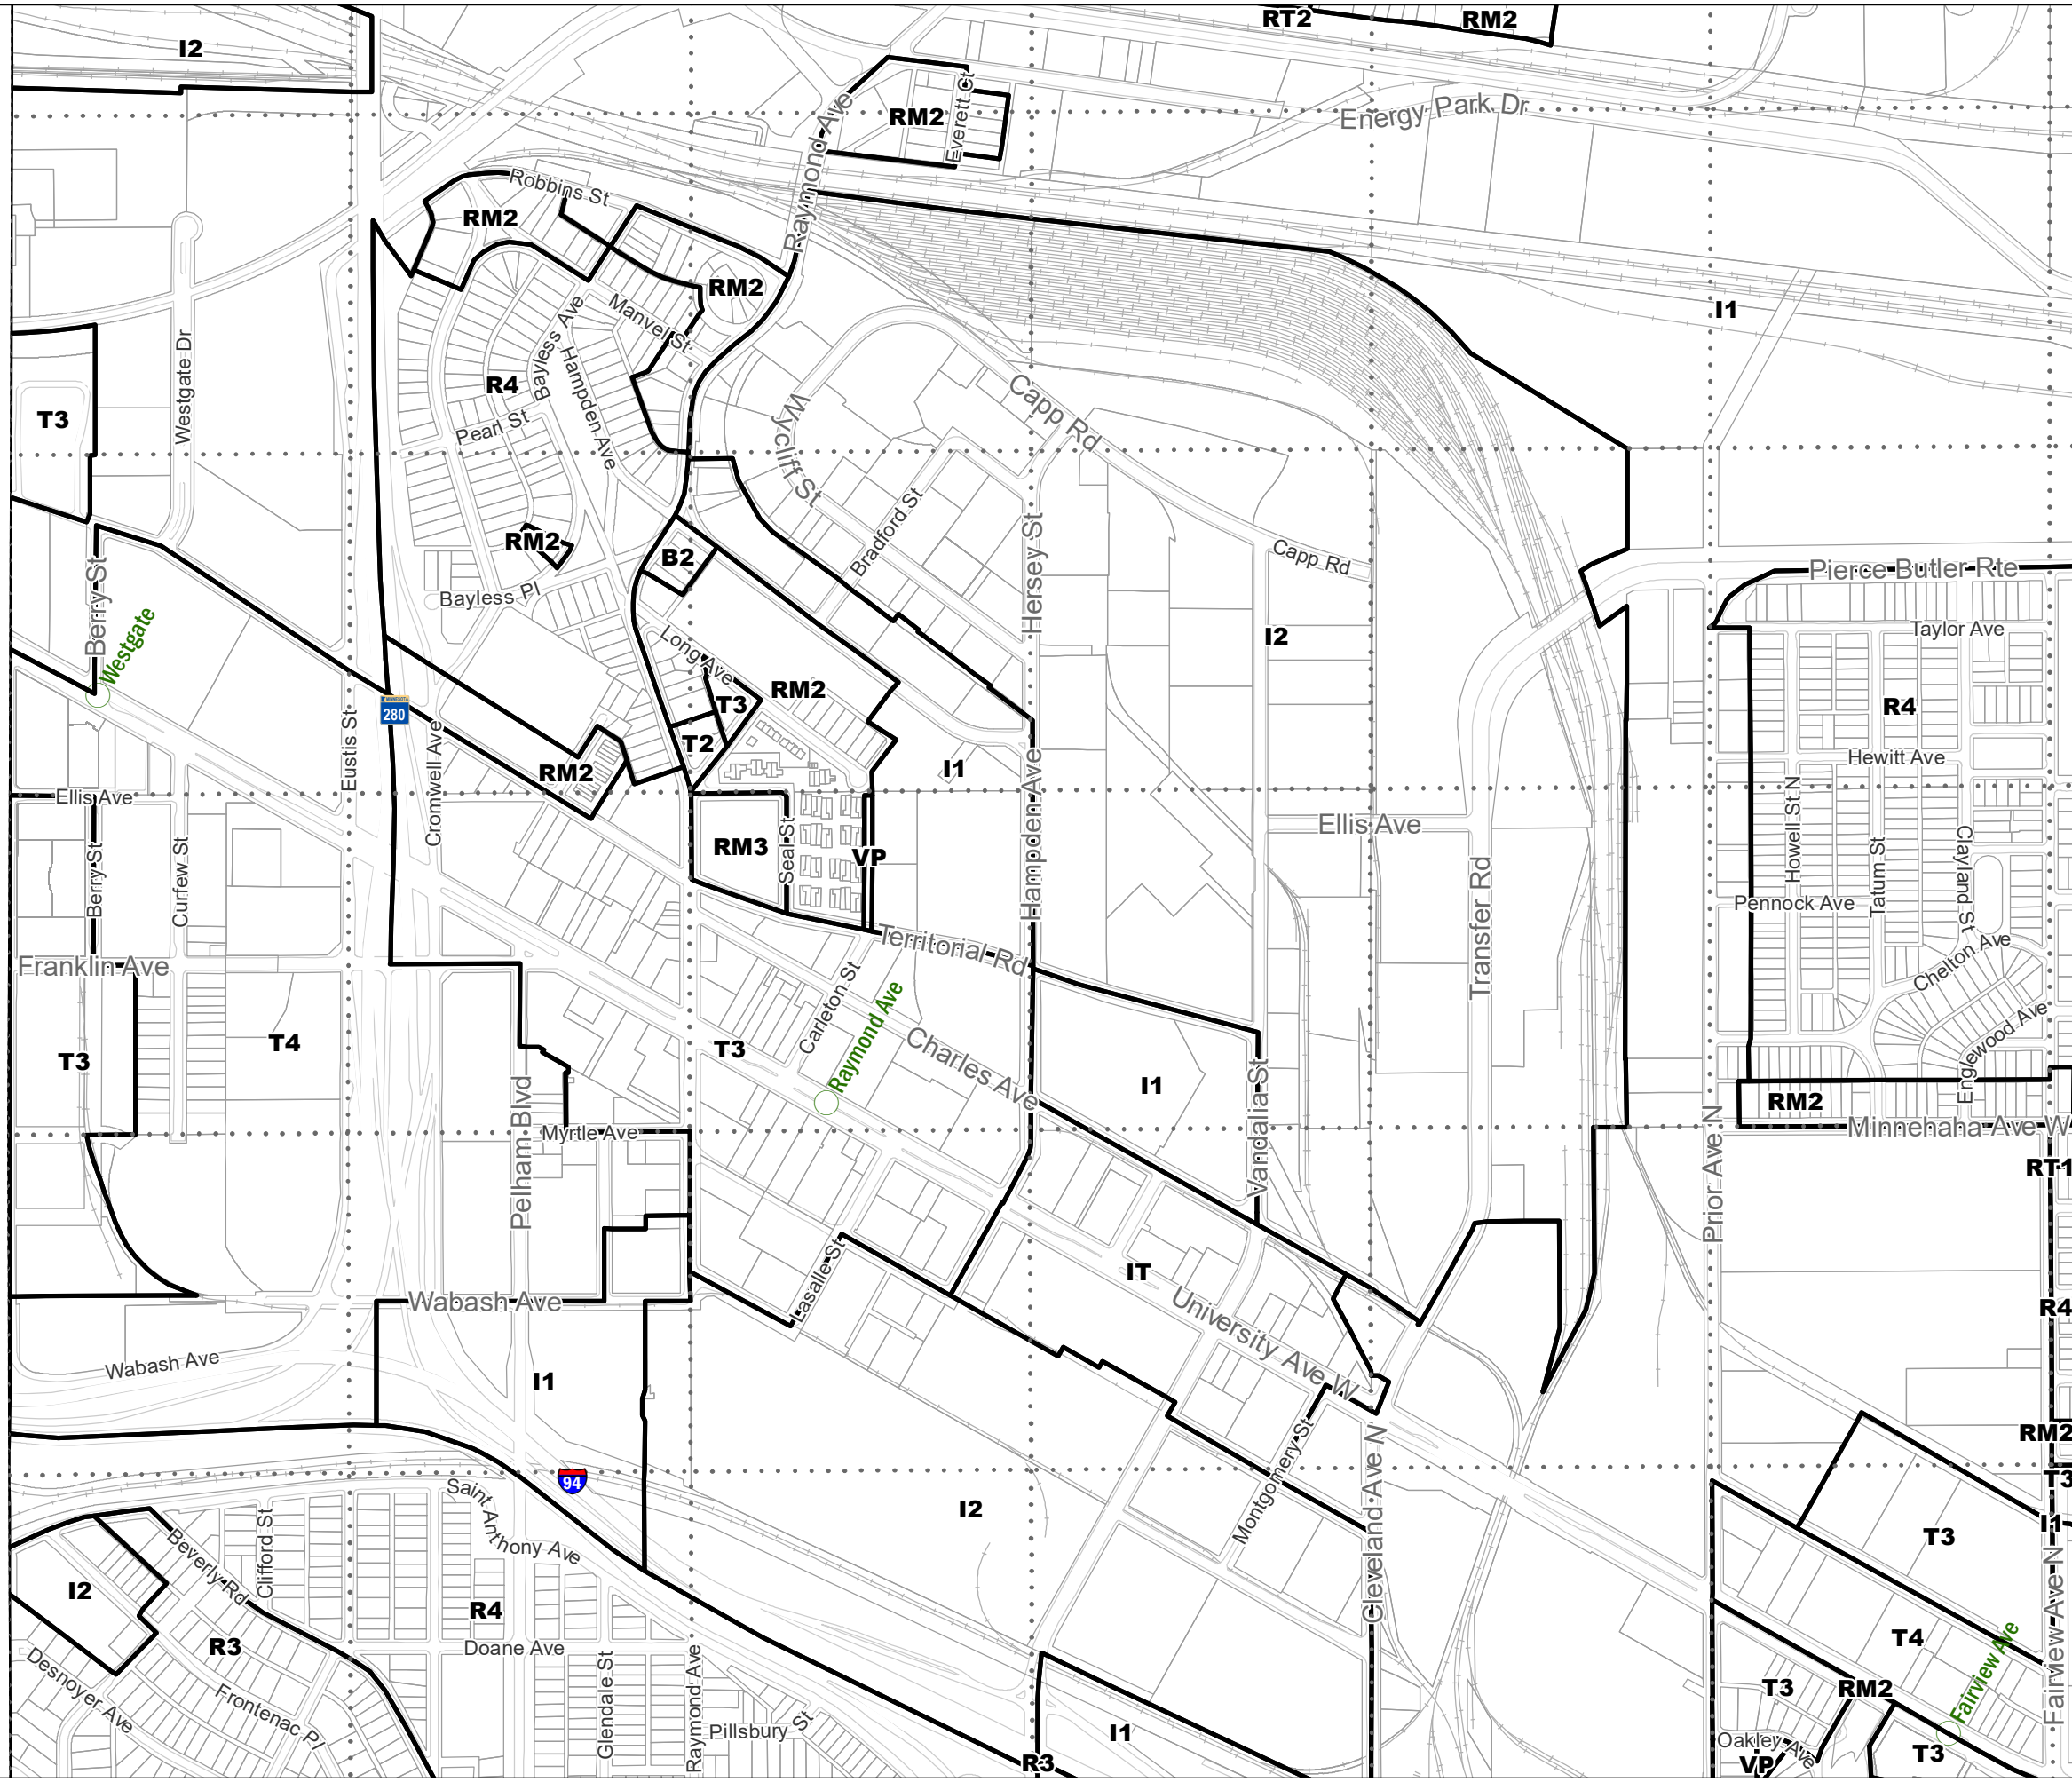 RT2
RM2
I2
Energy Park Dr
RM2
Everett Ct
Raymond Ave
Robbins St
RM2
RM2
I1
Manvel St
Bayless Ave
Hampden Ave
R4
Pearl St
Westgate Dr
T3
Capp Rd
Wycliff St
Bradford St
Hersey St
Capp Rd
RM2
B2
Bayless Pl
Pierce Butler Rte
Berry St
Westgate
Long Ave
I2
Taylor Ave
RM2
T3
T2
R4
MINNESOTA
280
Eustis St
Cromwell Ave
RM2
I1
Hewitt Ave
Ellis Ave
Hampden Ave
Ellis Ave
Howell St N
Tatum St
Clayland St
RM3
Seal St
VP
Berry St
Curfew St
Transfer Rd
Pennock Ave
Franklin Ave
Territorial Rd
Chelton Ave
Carleton St
Raymond Ave
Charles Ave
Englewood Ave
T3
T4
T3
I1
Vandalia St
RM2
Pelham Blvd
Myrtle Ave
Prior Ave N
Minnehaha Ave W
RT1
Lasalle St
IT
University Ave W
R4
Wabash Ave
Wabash Ave
I1
Montgomery St
Cleveland Ave N
RM2
T3
94
Saint Anthony Ave
I2
T3
I1
Beverly Rd
Clifford St
I2
R4
R3
Doane Ave
T4
Fairview Ave
Fairview Ave N
Desnoyer Ave
Frontenac Pl
Glendale St
Raymond Ave
Pillsbury St
T3
RM2
I1
R3
Oakley Ave
VP
T3